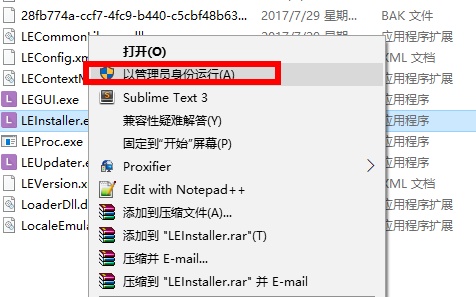 28fb774a-ccf7-4fc9-b440-c5cbf48b63... 2017/7/29 星期... BAK 文件
LECommonLi 2017/7/29 星期... 应用程序扩展
LEConfig.x XML 文档
LEContextM 应用程序扩展
LEGUI.exe 应用程序
LEInstaller.e 应用程序
LEProc.exe 应用程序
LEUpdater.e 应用程序
LEVersion.x XML 文档
LoaderDll.d 应用程序扩展
LocaleEmula 应用程序扩展
打开(O)
以管理员身份运行(A)
Sublime Text 3
兼容性疑难解答(Y)
固定到"开始"屏幕(P)
Proxifier
Edit with Notepad++
添加到压缩文件(A)...
添加到 "LEInstaller.rar"(T)
压缩并 E-mail...
压缩到 "LEInstaller.rar" 并 E-mail